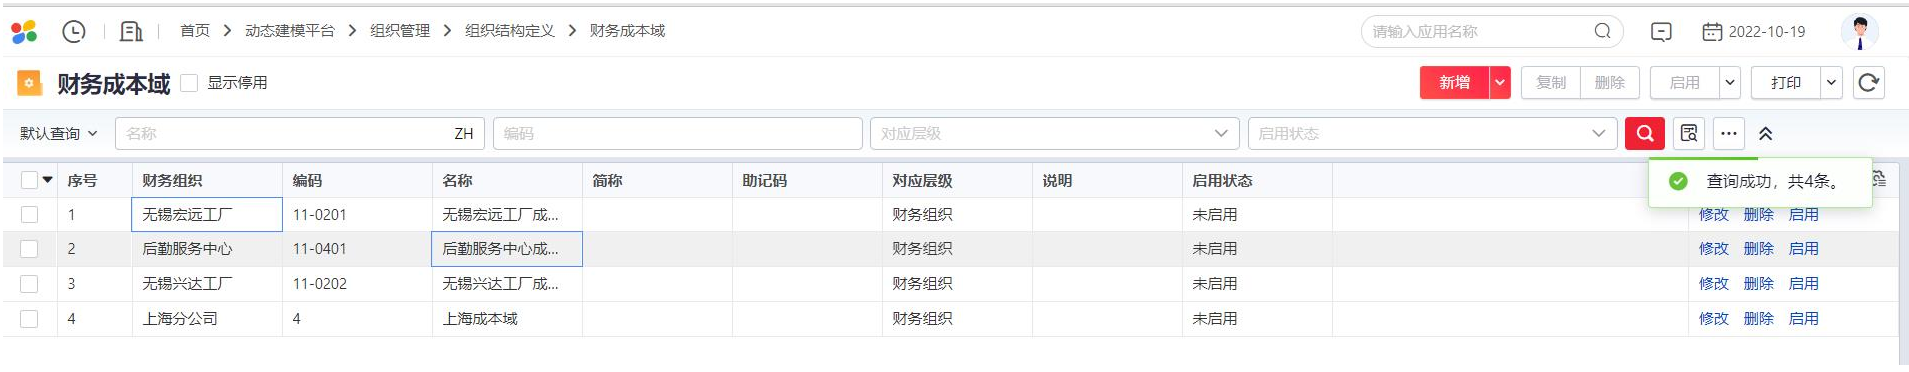 首页 > 动态建模平台 > 组织管理 > 组织结构定义 > 财务成本域 请输入应用名称 2022-10-19
财务成本域 显示停用 新增 复制 删除 启用 打印
默认查询 名称 ZH 编码 对应层级 启用状态 ...
查询成功，共4条。
序号 财务组织 编码 名称 简称 助记码 对应层级 说明 启用状态
1 无锡宏远工厂 11-0201 无锡宏远工厂成... 财务组织 未启用 修改 删除 启用
2 后勤服务中心 11-0401 后勤服务中心成... 财务组织 未启用 修改 删除 启用
3 无锡兴达工厂 11-0202 无锡兴达工厂成... 财务组织 未启用 修改 删除 启用
4 上海分公司 4 上海成本域 财务组织 未启用 修改 删除 启用